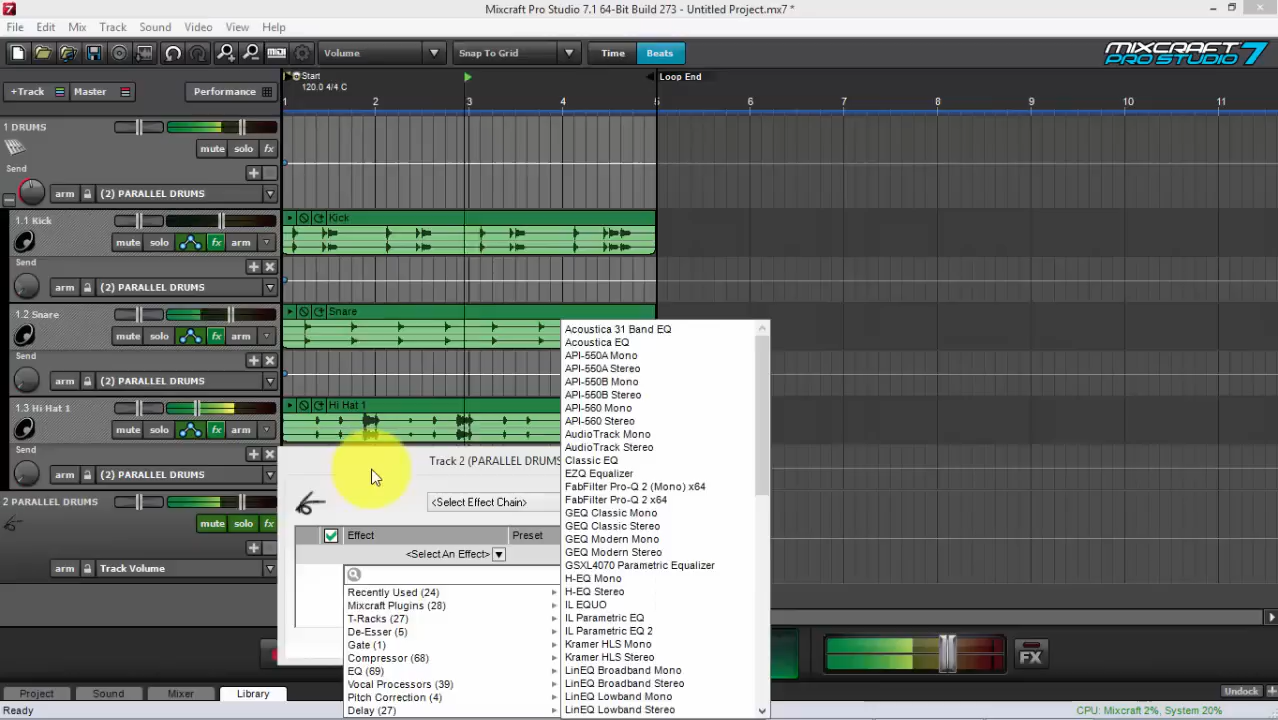 Mixcraft Pro Studio 7.1 64-Bit Build 273 - Untitled Project.mx7 *
File Edit Mix Track Sound Video View Help
Volume Snap To Grid Time Beats MIXCRAFT PRO STUDIO 7
Start Loop End
120.0 4/4 C
+Track Master Performance
1 2 3 4 5 6 7 8 9 10 11
1 DRUMS
mute solo fx
Send
arm (2) PARALLEL DRUMS
1.1 Kick
Kick
mute solo fx arm
Send
arm (2) PARALLEL DRUMS
1.2 Snare
Snare
mute solo fx arm
Send
arm (2) PARALLEL DRUMS
1.3 Hi Hat 1
Hi Hat 1
mute solo fx arm
Send
arm (2) PARALLEL DRUMS
2 PARALLEL DRUMS
mute solo fx
arm Track Volume
Track 2 (PARALLEL DRUMS
<Select Effect Chain>
Effect Preset
<Select An Effect>
Recently Used (24)
Mixcraft Plugins (28)
T-Racks (27)
De-Esser (5)
Gate (1)
Compressor (68)
EQ (69)
Vocal Processors (39)
Pitch Correction (4)
Delay (27)
Acoustica 31 Band EQ
Acoustica EQ
API-550A Mono
API-550A Stereo
API-550B Mono
API-550B Stereo
API-560 Mono
API-560 Stereo
AudioTrack Mono
AudioTrack Stereo
Classic EQ
EZQ Equalizer
FabFilter Pro-Q 2 (Mono) x64
FabFilter Pro-Q 2 x64
GEQ Classic Mono
GEQ Classic Stereo
GEQ Modern Mono
GEQ Modern Stereo
GSXL4070 Parametric Equalizer
H-EQ Mono
H-EQ Stereo
IL EQUO
IL Parametric EQ
IL Parametric EQ 2
Kramer HLS Mono
Kramer HLS Stereo
LinEQ Broadband Mono
LinEQ Broadband Stereo
LinEQ Lowband Mono
LinEQ Lowband Stereo
FX
Project Sound Mixer Library Undock
Ready CPU: Mixcraft 2%, System 20%